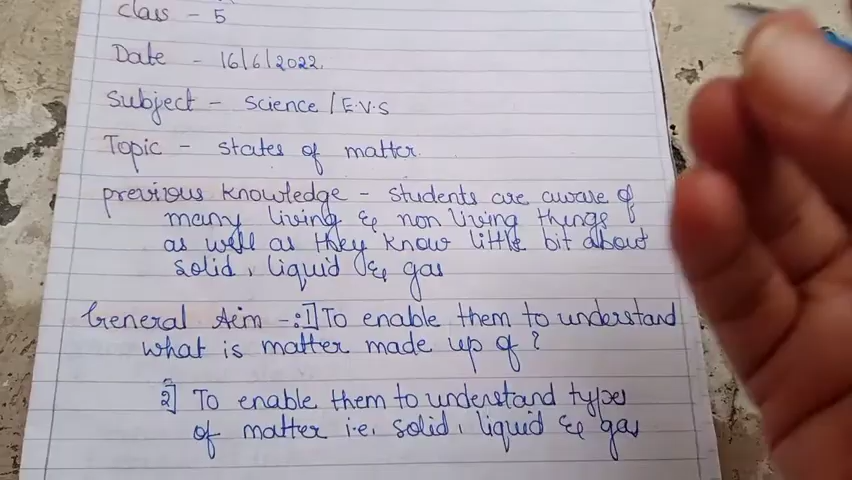 Class - 5
Date - 16/6/2022.
Subject - Science / E.V.S
Topic - states of matter.
previous knowledge - students are aware of
many living & non living things
as well as they know little bit about
solid, liquid & gas
General Aim -: 1] To enable them to understand
what is matter made up of?
2] To enable them to understand types
of matter i.e. solid, liquid & gas